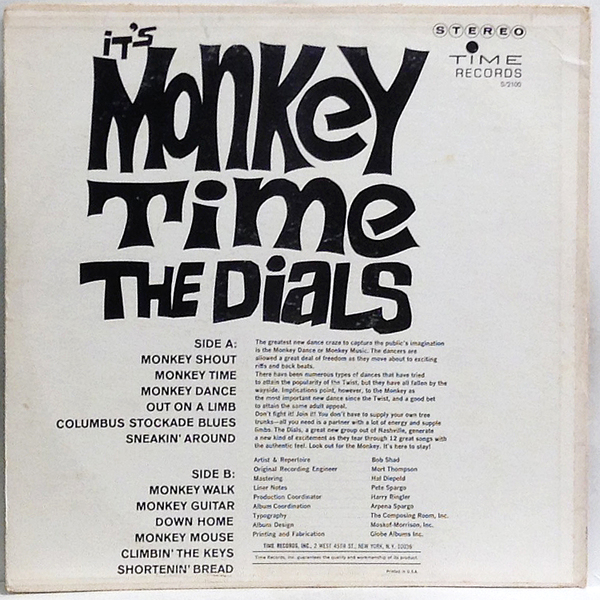 iT'S
MONKeY
Time
THE DiALS
STEREO
TIME
RECORDS
S/2100
SIDE A:
MONKEY SHOUT
MONKEY TIME
MONKEY DANCE
OUT ON A LIMB
COLUMBUS STOCKADE BLUES
SNEAKIN' AROUND
SIDE B:
MONKEY WALK
MONKEY GUITAR
DOWN HOME
MONKEY MOUSE
CLIMBIN' THE KEYS
SHORTENIN' BREAD
The greatest new dance craze to capture the public's imagination
is the Monkey Dance or Monkey Music. The dancers are
allowed a great deal of freedom as they move about to exciting
riffs and back beats.
There have been numerous types of dances that have tried
to attain the popularity of the Twist, but they have all fallen by the
wayside. Implications point, however, to the Monkey as
the most important new dance since the Twist, and a good bet
to attain the same adult appeal.
Don't fight it! Join it!! You don't have to supply your own tree
trunks—all you need is a partner with a lot of energy and supple
limbs. The Dials, a great new group out of Nashville, generate
a new kind of excitement as they tear through 12 great songs with
the authentic feel. Look out for the Monkey. It's here to stay!
Artist & Repertoire Bob Shad
Original Recording Engineer Mort Thompson
Mastering Hal Diepold
Liner Notes Pete Spargo
Production Coordinator Harry Ringler
Album Coordination Arpena Spargo
Typography The Composing Room, Inc.
Album Design Moskof-Morrison, Inc.
Printing and Fabrication Globe Albums Inc.
TIME RECORDS, INC., 2 WEST 45TH ST., NEW YORK, N.Y. 10036
Time Records, Inc. guarantees the quality and workmanship of its product.
Printed in U.S.A.